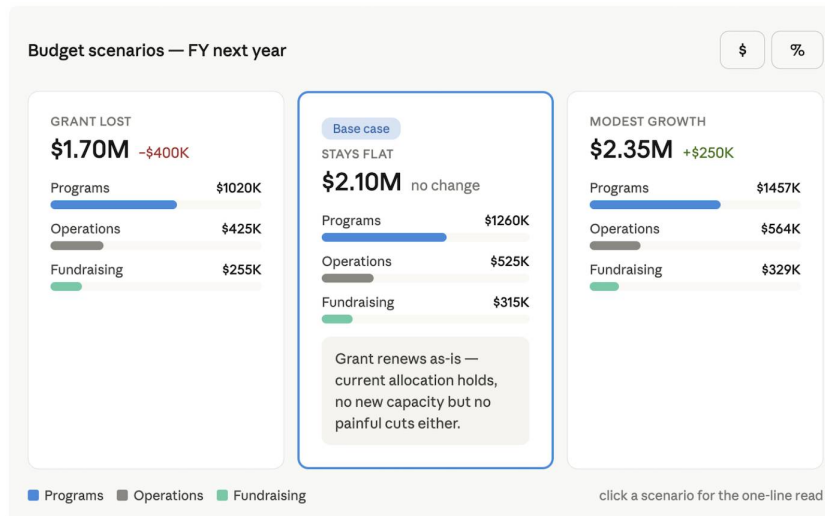 Budget scenarios — FY next year
$
%
GRANT LOST
$1.70M –$400K
Programs $1020K
Operations $425K
Fundraising $255K
Base case
STAYS FLAT
$2.10M no change
Programs $1260K
Operations $525K
Fundraising $315K
Grant renews as-is —
current allocation holds,
no new capacity but no
painful cuts either.
MODEST GROWTH
$2.35M +$250K
Programs $1457K
Operations $564K
Fundraising $329K
Programs Operations Fundraising
click a scenario for the one-line read